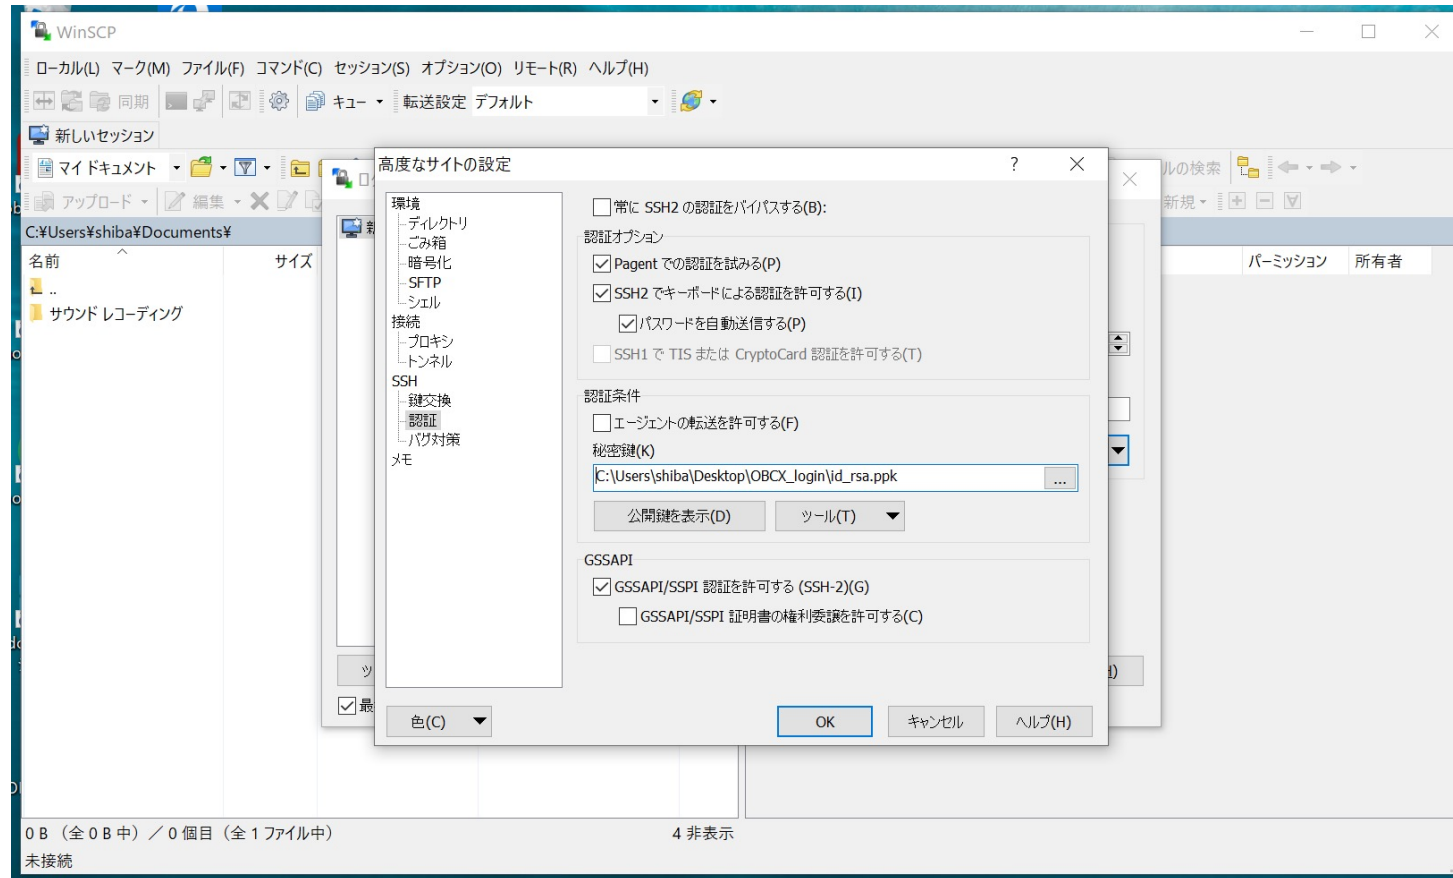 WinSCP
ローカル(L) マーク(M) ファイル(F) コマンド(C) セッション(S) オプション(O) リモート(R) ヘルプ(H)
同期 キュー 転送設定 デフォルト
新しいセッション
マイ ドキュメント
ルの検索
アップロード 編集
新規
C:¥Users¥shiba¥Documents¥
名前 サイズ
パーミッション 所有者
..
サウンド レコーディング
高度なサイトの設定 ?
環境
ディレクトリ
ごみ箱
暗号化
SFTP
シェル
接続
プロキシ
トンネル
SSH
鍵交換
認証
バグ対策
メモ
常に SSH2 の認証をバイパスする(B):
認証オプション
Pagent での認証を試みる(P)
SSH2 でキーボードによる認証を許可する(I)
パスワードを自動送信する(P)
SSH1 で TIS または CryptoCard 認証を許可する(T)
認証条件
エージェントの転送を許可する(F)
秘密鍵(K)
C:\Users\shiba\Desktop\OBCX_login\id_rsa.ppk ...
公開鍵を表示(D) ツール(T)
GSSAPI
GSSAPI/SSPI 認証を許可する (SSH-2)(G)
GSSAPI/SSPI 証明書の権利委譲を許可する(C)
色(C) OK キャンセル ヘルプ(H)
最
0 B （全 0 B 中）／ 0 個目（全 1 ファイル中）
4 非表示
未接続